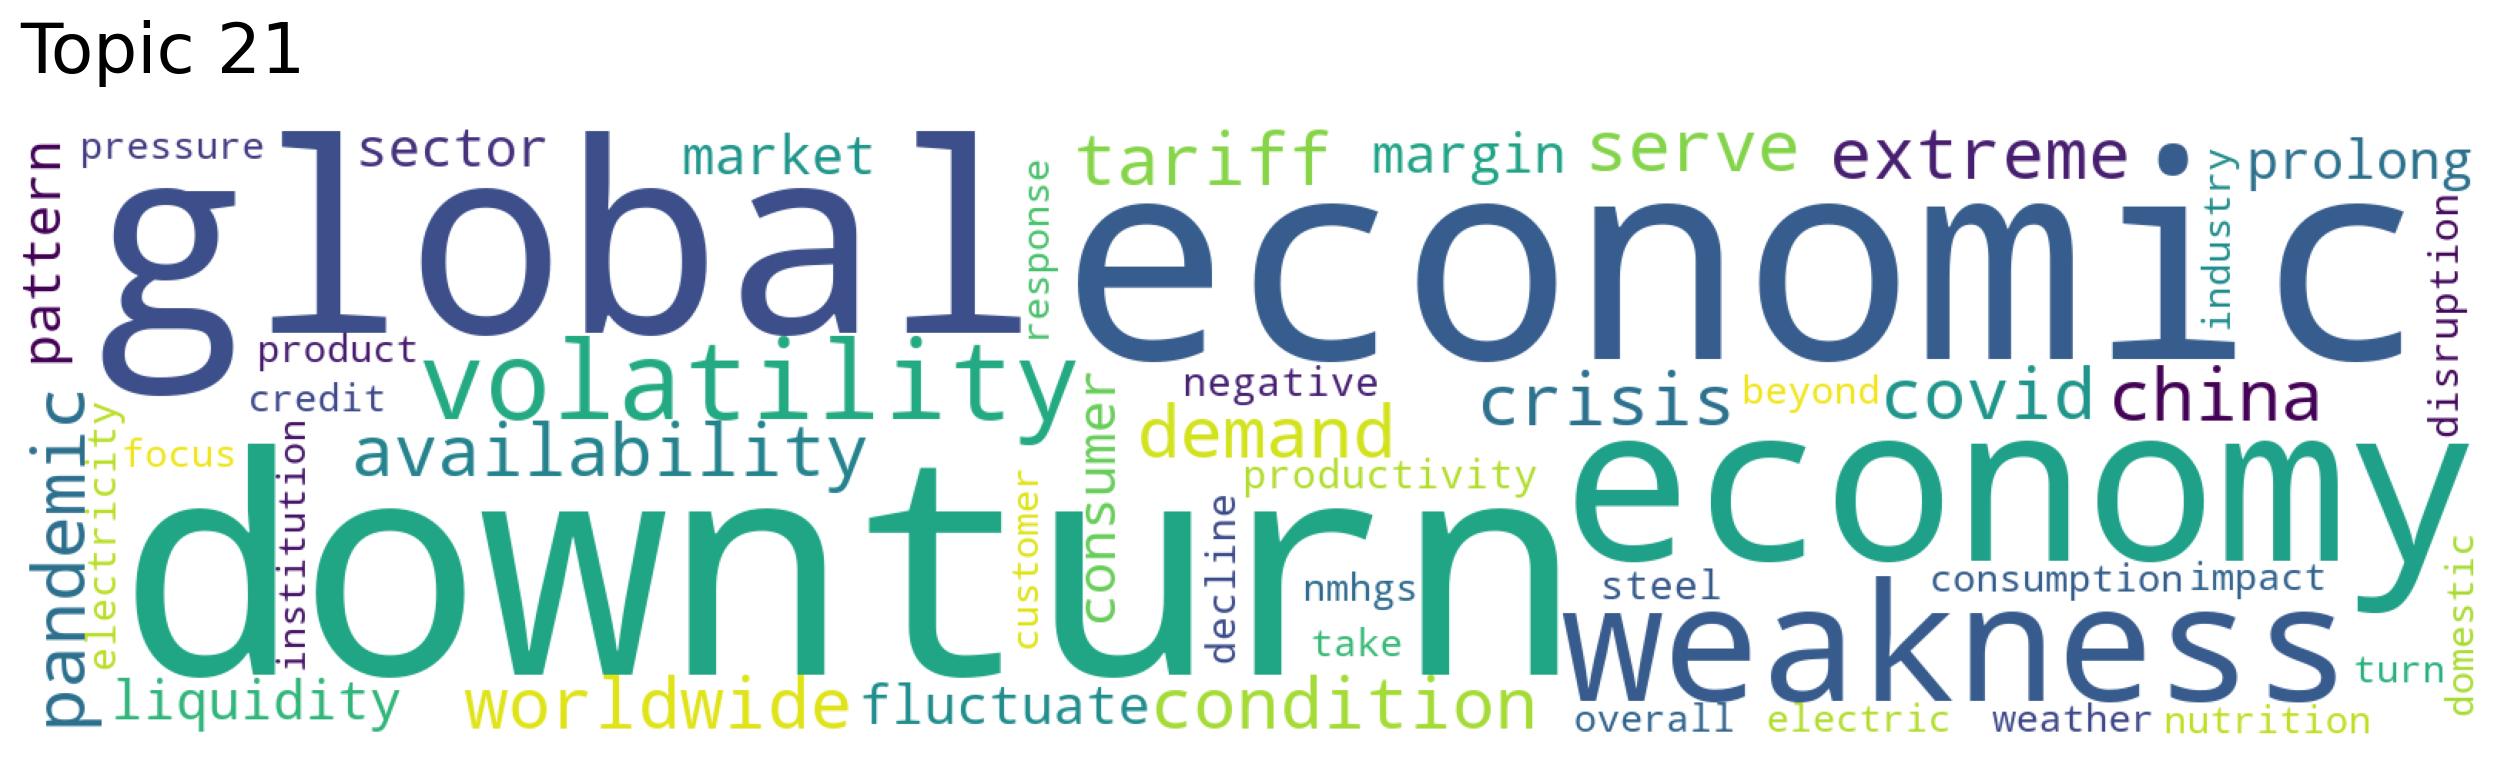 Topic 21
pattern
pressure
sector
market
tariff
margin
serve
extreme
prolong
global
response
economic
industry
disruption
product
volatility
negative
crisis
beyond
covid
china
credit
pandemic
electricity
focus
institution
availability
consumer
demand
economy
downturn
customer
productivity
decline
nmhgs
steel
consumption
impact
domestic
take
weakness
turn
liquidity
worldwide
fluctuate
condition
overall
electric
weather
nutrition